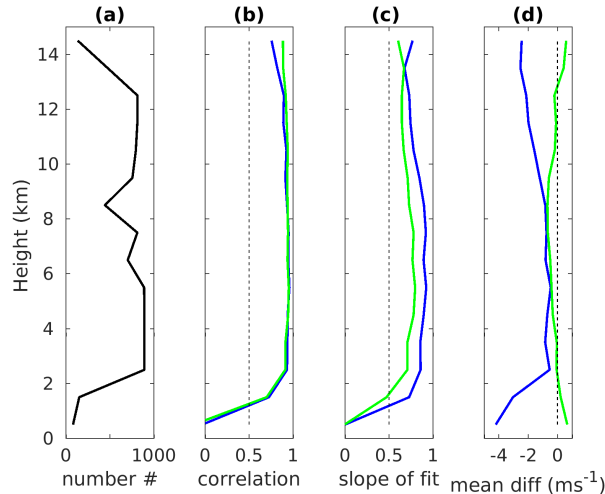 (a) (b) (c) (d)
14
12
10
8
6
4
2
0
Height (km)
0 1000 0 0.5 1 0 0.5 1 -4 -2 0
number # correlation slope of fit mean diff (ms-1)